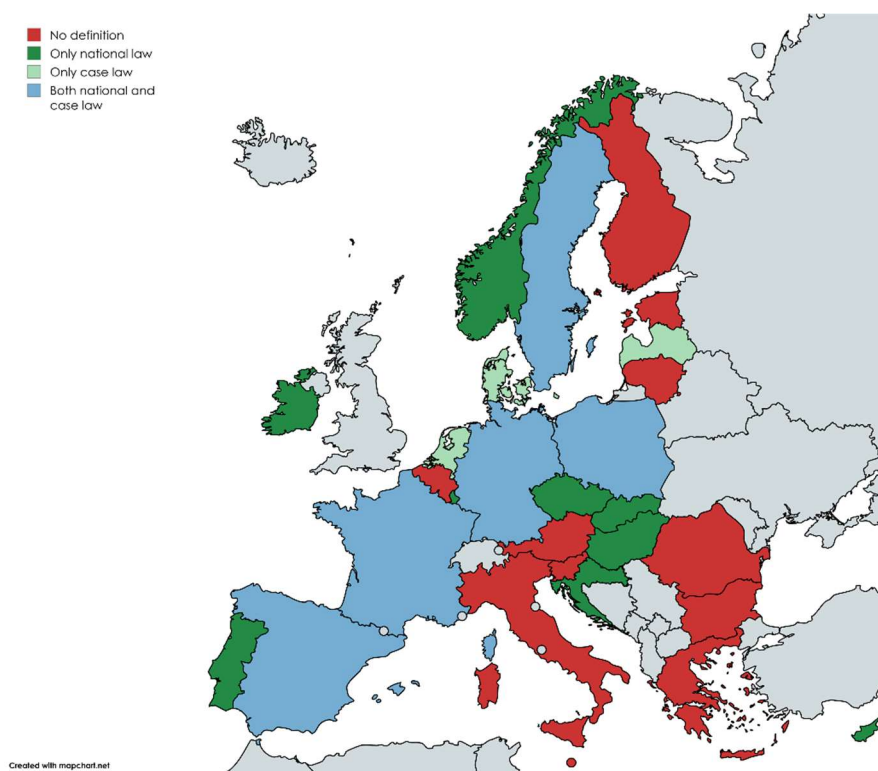 No definition
Only national law
Only case law
Both national and
case law
Created with mapchart.net